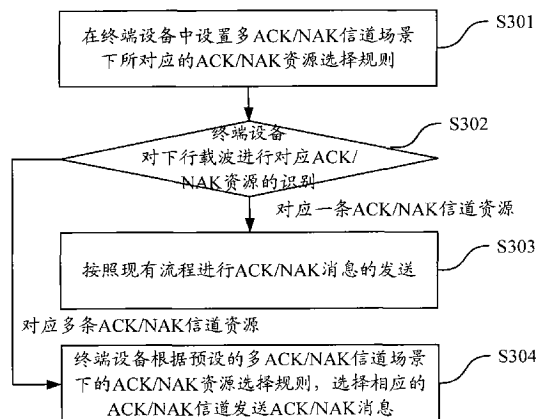 在终端设备中设置多ACK/NAK信道场景
下所对应的ACK/NAK资源选择规则
S301
终端设备
对下行载波进行对应ACK/
NAK资源的识别
S302
对应一条ACK/NAK信道资源
按照现有流程进行ACK/NAK消息的发送
S303
对应多条ACK/NAK信道资源
终端设备根据预设的多ACK/NAK信道场景
下的ACK/NAK资源选择规则，选择相应的
ACK/NAK信道发送ACK/NAK消息
S304